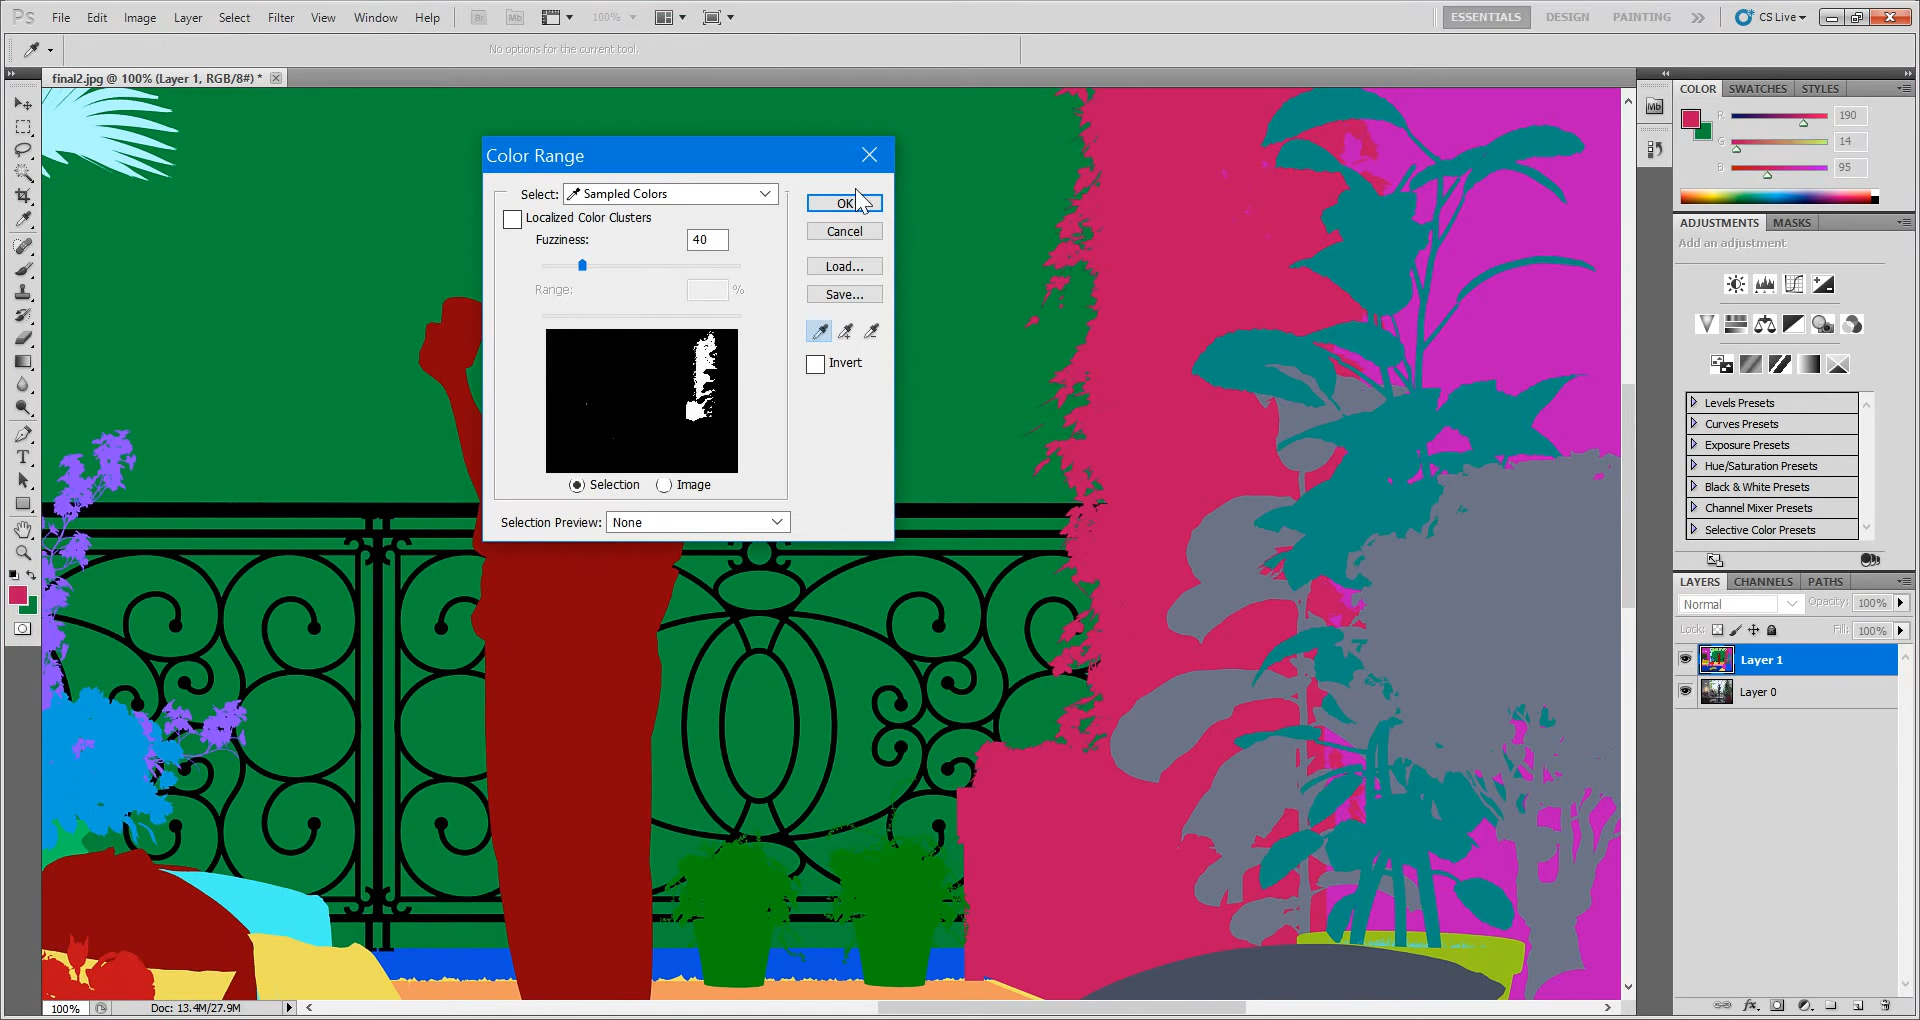 Ps File Edit Image Layer Select Filter View Window Help Br Mb 100% ESSENTIALS DESIGN PAINTING CS Live
No options for the current tool.
final2.jpg @ 100% (Layer 1, RGB/8#) *
COLOR SWATCHES STYLES
Mb
R 190
G 14
B 95
Color Range
Select: Sampled Colors
Localized Color Clusters
Fuzziness: 40
Range: %
Selection Image
Selection Preview: None
OK
Cancel
Load...
Save...
Invert
ADJUSTMENTS MASKS
Add an adjustment
Levels Presets
Curves Presets
Exposure Presets
Hue/Saturation Presets
Black & White Presets
Channel Mixer Presets
Selective Color Presets
LAYERS CHANNELS PATHS
Normal Opacity: 100%
Lock: Fill: 100%
Layer 1
Layer 0
fx
T
100% Doc: 13.4M/27.9M